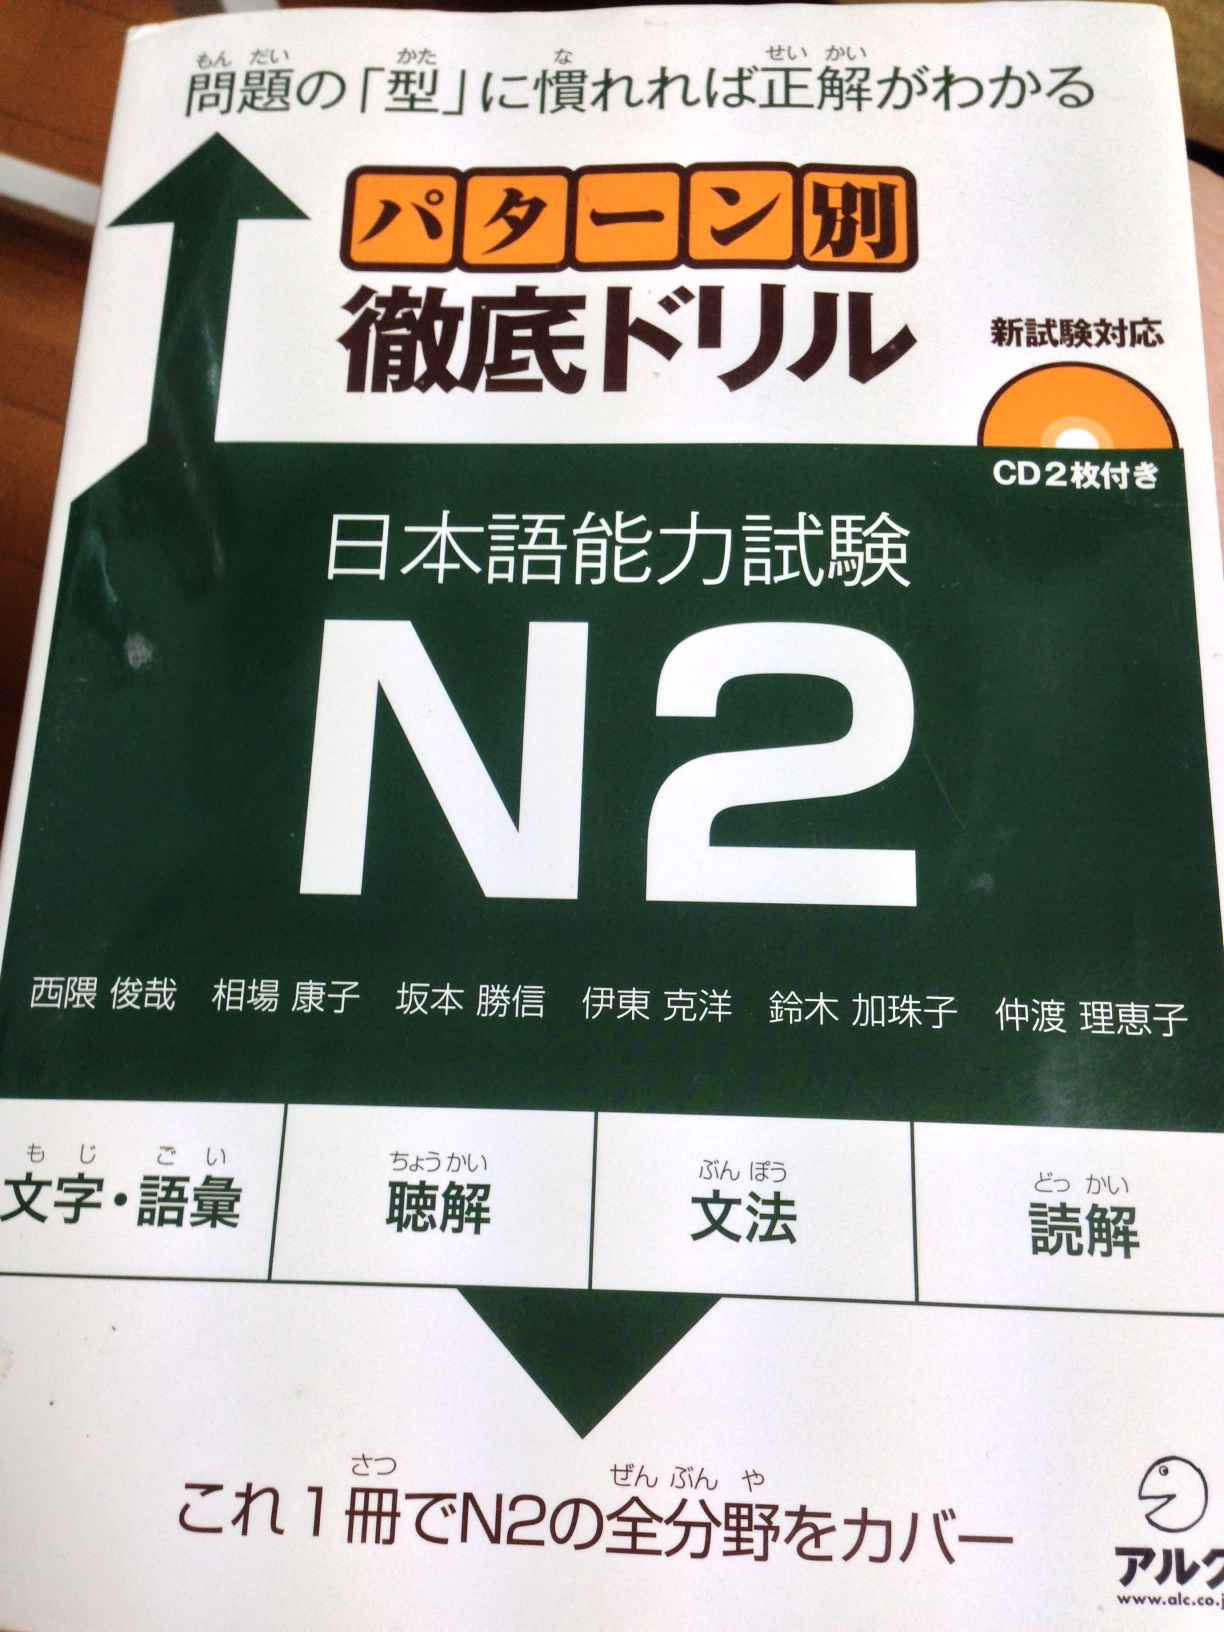 もんだい かた な せいかい
問題の「型」に慣れれば正解がわかる
パターン別
徹底ドリル
新試験対応
CD2枚付き
日本語能力試験
N2
西隈 俊哉 相場 康子 坂本 勝信 伊東 克洋 鈴木 加珠子 仲渡 理恵子
もじ ごい ちょうかい ぶんぽう どっかい
文字・語彙 聴解 文法 読解
さつ ぜんぶんや
これ1冊でN2の全分野をカバー
アルク
www.alc.co.j